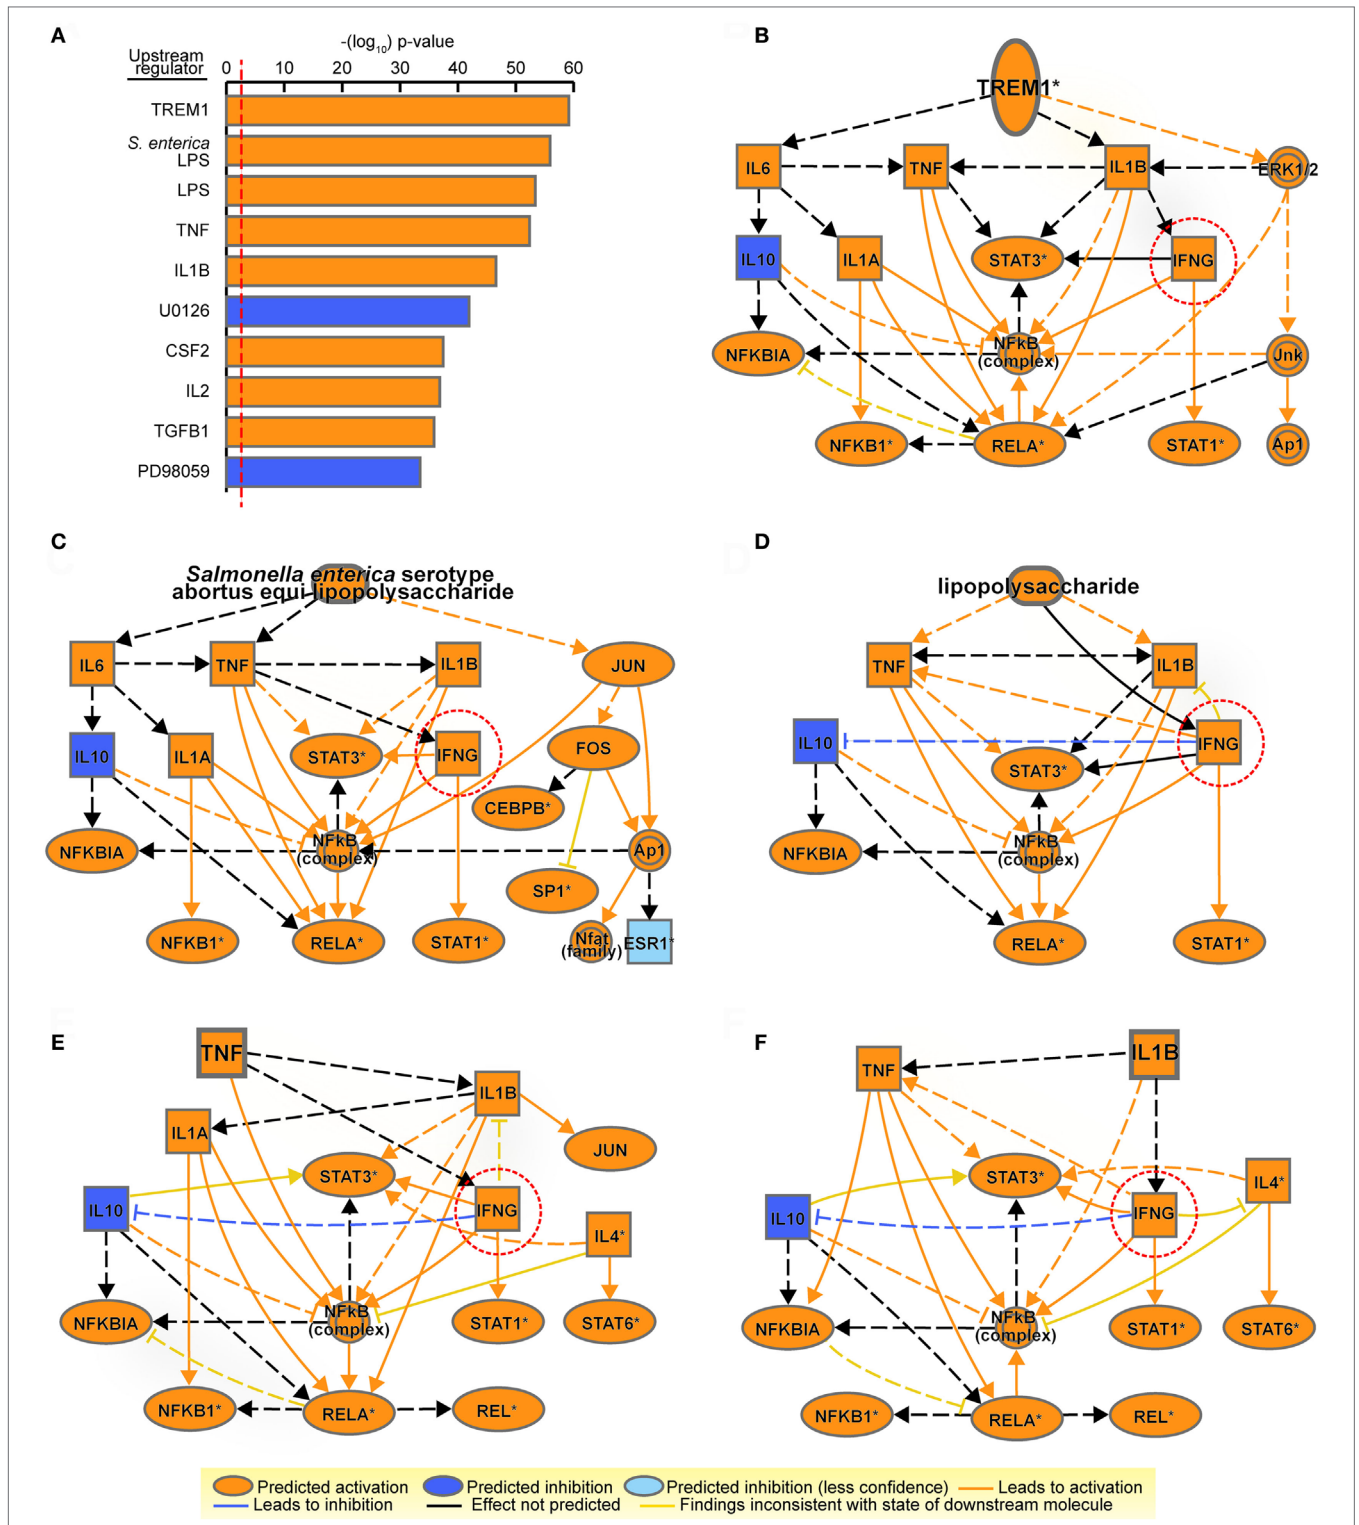 A
-(log10) p-value
Upstream
regulator
0 10 20 30 40 50 60
TREM1
S. enterica
LPS
LPS
TNF
IL1B
U0126
CSF2
IL2
TGFB1
PD98059
B
TREM1*
IL6 TNF IL1B ERK1/2
IL10 IL1A STAT3* IFNG
NFKBIA NFkB Jnk
(complex)
NFKB1* RELA* STAT1* Ap1
C
Salmonella enterica serotype
abortus equi lipopolysaccharide
IL6 TNF IL1B JUN
IL10 IL1A STAT3* IFNG FOS
CEBPB*
NFKBIA NFkB Ap1
(complex)
SP1*
NFKB1* RELA* STAT1* Nfat ESR1*
(family)
D
lipopolysaccharide
TNF IL1B
IL10 STAT3* IFNG
NFKBIA NFkB
(complex)
RELA* STAT1*
E
TNF
IL1B
IL1A JUN
STAT3*
IL10 IFNG IL4*
NFKBIA NFkB STAT1* STAT6*
(complex)
NFKB1* RELA* REL*
F
IL1B
TNF
STAT3* IL4*
IL10 IFNG
NFKBIA NFkB STAT1* STAT6*
(complex)
NFKB1* RELA* REL*
Predicted activation Predicted inhibition Predicted inhibition (less confidence) Leads to activation
Leads to inhibition Effect not predicted Findings inconsistent with state of downstream molecule